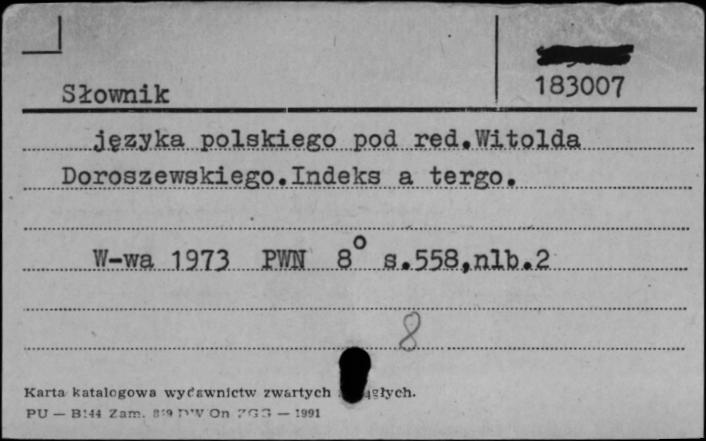 183007
Słownik
języka polskiego pod red.Witolda
Doroszewskiego.Indeks a tergo.
W-wa 1973 PWN 8° s.558,nlb.2
8
Karta katalogowa wydawnictw zwartych
PU — B144 Zam. — 1991